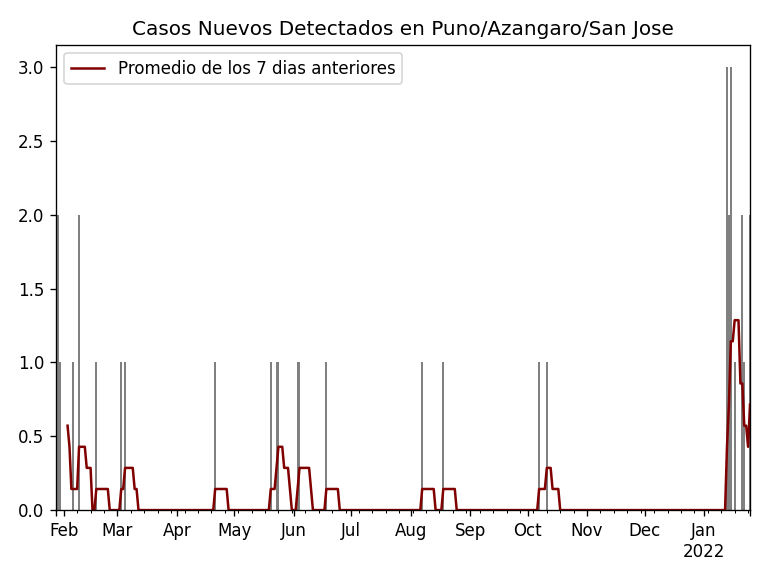 Casos Nuevos Detectados en Puno/Azangaro/San Jose
Promedio de los 7 dias anteriores
3.0
2.5
2.0
1.5
1.0
0.5
0.0
Feb Mar Apr May Jun Jul Aug Sep Oct Nov Dec Jan
2022